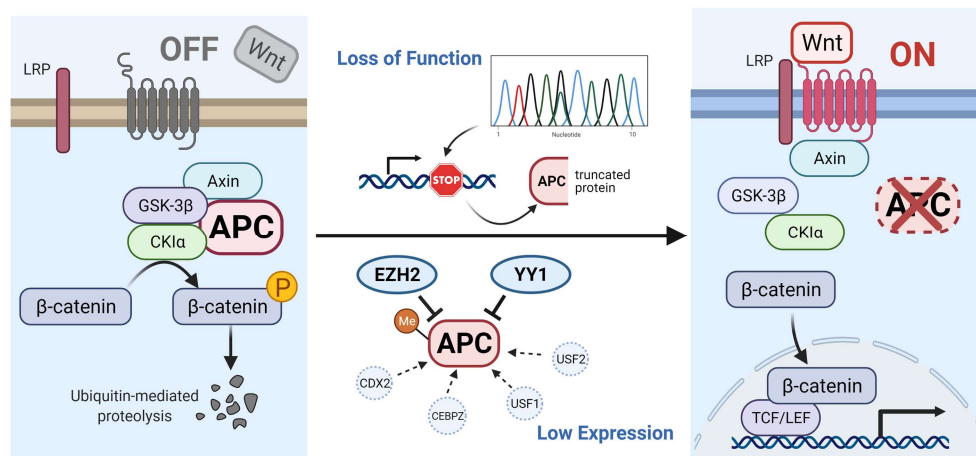 OFF
Wnt
LRP
Axin
GSK-3β
APC
CKIα
β-catenin
β-catenin
P
Ubiquitin-mediated
proteolysis
Loss of Function
1
Nucleotide
10
STOP
APC
truncated
protein
EZH2
YY1
Me
APC
CDX2
CEBPZ
USF1
USF2
Low Expression
Wnt
ON
LRP
Axin
GSK-3β
APC
CKIα
β-catenin
β-catenin
TCF/LEF